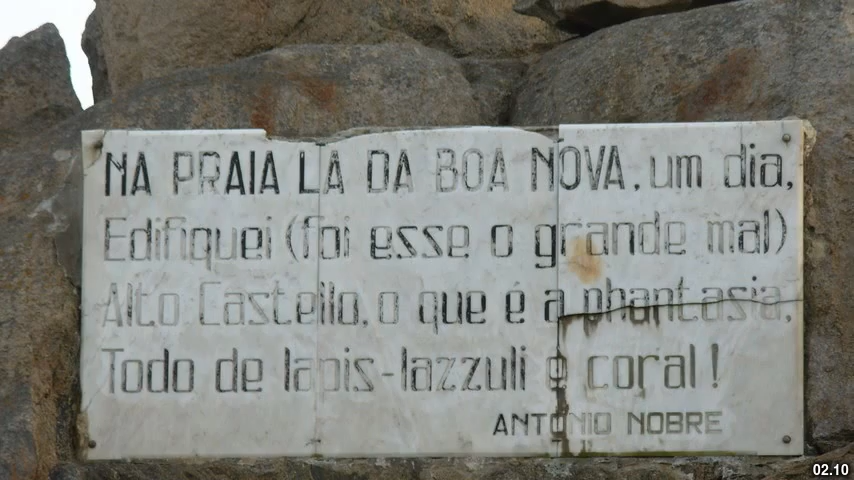 NA PRAIA LA DA BOA NOVA, um dia,
Edifiquei (foi esse o grande mal)
Alto Castello, o que é a phantasia,
Todo de lapis-lazzuli e coral!
ANTONIO NOBRE
02.10